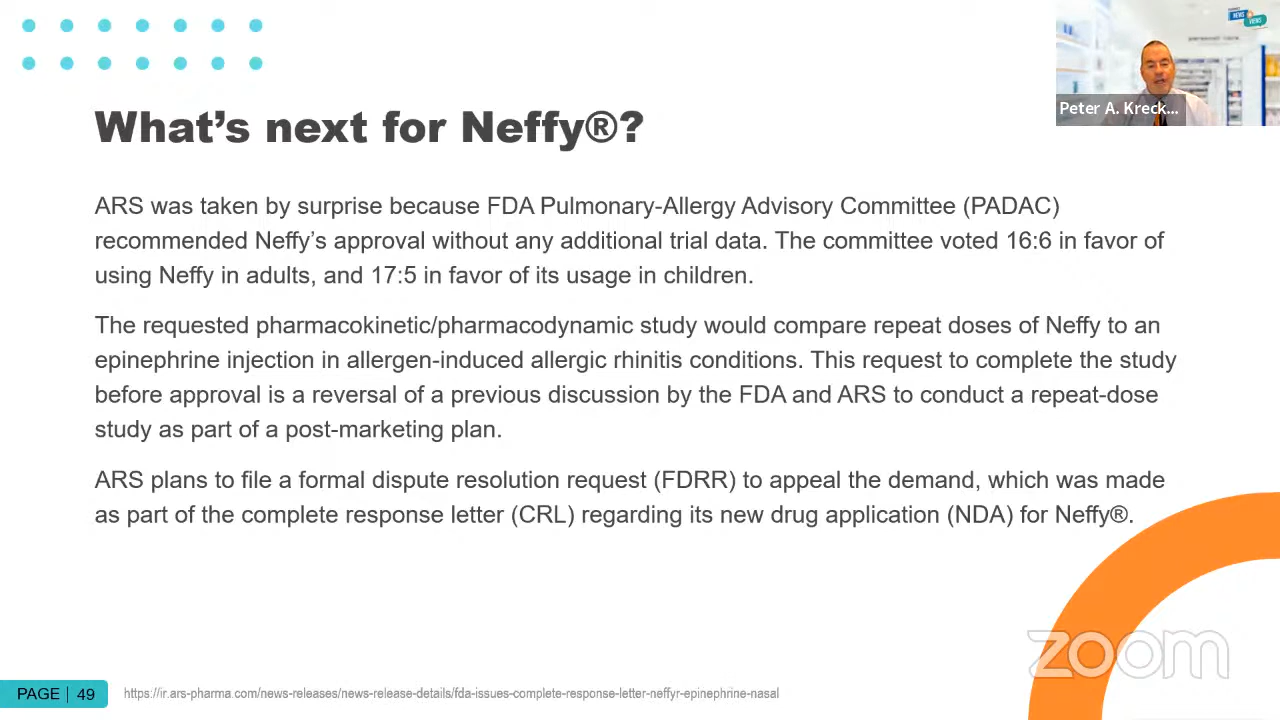 NEWS
VIEWS
personal care
Peter A. Kreck...
What's next for Neffy®?
ARS was taken by surprise because FDA Pulmonary-Allergy Advisory Committee (PADAC)
recommended Neffy's approval without any additional trial data. The committee voted 16:6 in favor of
using Neffy in adults, and 17:5 in favor of its usage in children.
The requested pharmacokinetic/pharmacodynamic study would compare repeat doses of Neffy to an
epinephrine injection in allergen-induced allergic rhinitis conditions. This request to complete the study
before approval is a reversal of a previous discussion by the FDA and ARS to conduct a repeat-dose
study as part of a post-marketing plan.
ARS plans to file a formal dispute resolution request (FDRR) to appeal the demand, which was made
as part of the complete response letter (CRL) regarding its new drug application (NDA) for Neffy®.
zoom
PAGE | 49
https://ir.ars-pharma.com/news-releases/news-release-details/fda-issues-complete-response-letter-neffyr-epinephrine-nasal